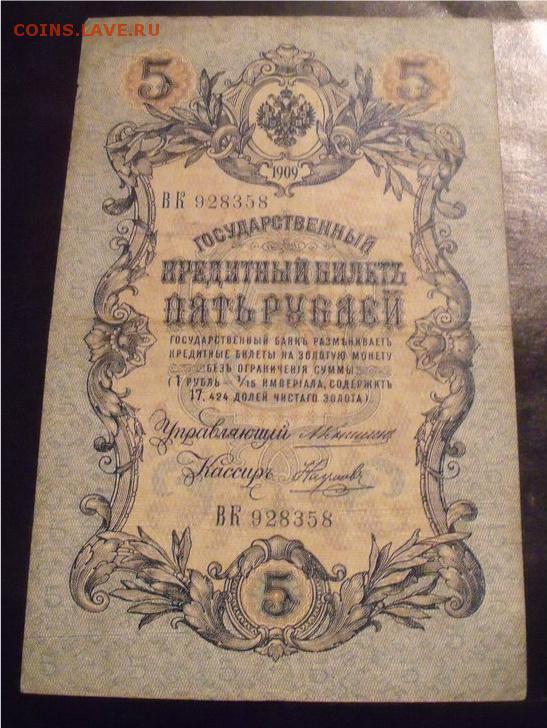 COINS.LAVE.RU
5 5
1909
ВК 928358
ГОСУДАРСТВЕННЫЙ
КРЕДИТНЫЙ БИЛЕТЪ
ПЯТЬ РУБЛЕЙ
ГОСУДАРСТВЕННЫЙ БАНКЪ РАЗМѢНИВАЕТЪ
КРЕДИТНЫЕ БИЛЕТЫ НА ЗОЛОТУЮ МОНЕТУ
БЕЗЪ ОГРАНИЧЕНІЯ СУММЫ
(1 РУБЛЬ = 1/15 ИМПЕРІАЛА, СОДЕРЖИТЪ
17,424 ДОЛЕЙ ЧИСТАГО ЗОЛОТА).
Управляющій
Кассиръ
ВК 928358
5